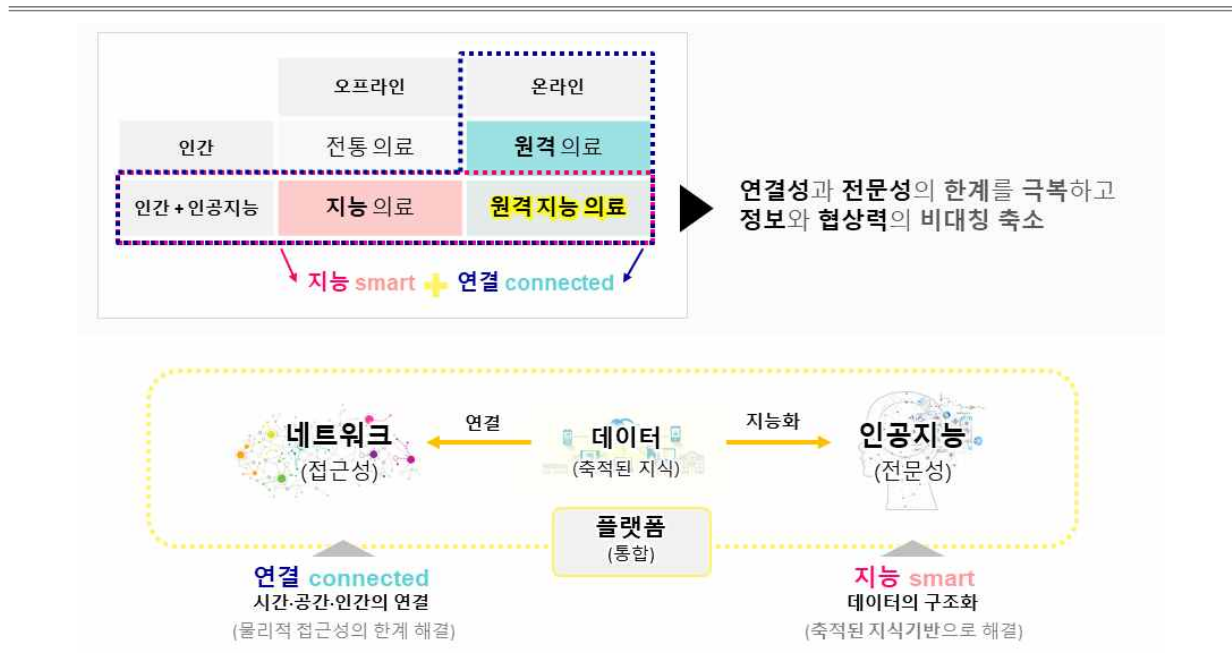 오프라인 온라인
인간 전통 의료 원격 의료
인간 + 인공지능 지능 의료 원격 지능 의료
지능 smart + 연결 connected
연결성과 전문성의 한계를 극복하고
정보와 협상력의 비대칭 축소
네트워크
(접근성)
연결
데이터
(축적된 지식)
지능화
인공지능
(전문성)
플랫폼
(통합)
연결 connected
시간·공간·인간의 연결
(물리적 접근성의 한계 해결)
지능 smart
데이터의 구조화
(축적된 지식기반으로 해결)